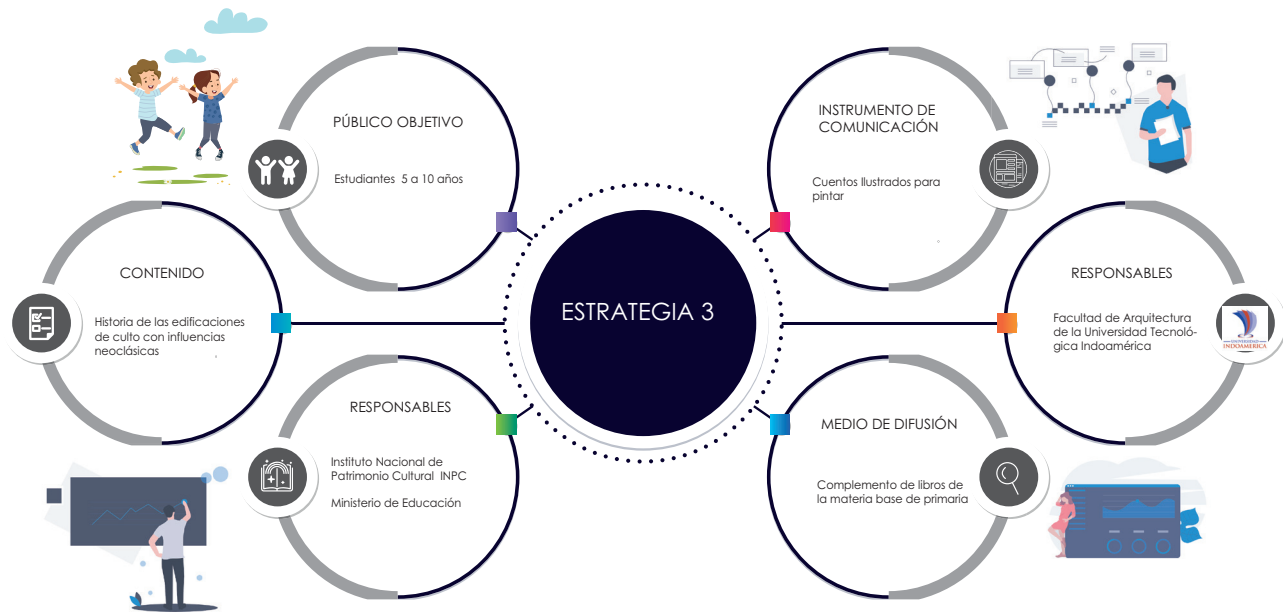 PÚBLICO OBJETIVO
Estudiantes 5 a 10 años
CONTENIDO
Historia de las edificaciones
de culto con influencias
neoclásicas
RESPONSABLES
Instituto Nacional de
Patrimonio Cultural INPC
Ministerio de Educación
ESTRATEGIA 3
INSTRUMENTO DE
COMUNICACIÓN
Cuentos Ilustrados para
pintar
RESPONSABLES
Facultad de Arquitectura
de la Universidad Tecnoló-
gica Indoamérica
UNIVERSIDAD
INDOAMÉRICA
MEDIO DE DIFUSIÓN
Complemento de libros de
la materia base de primaria